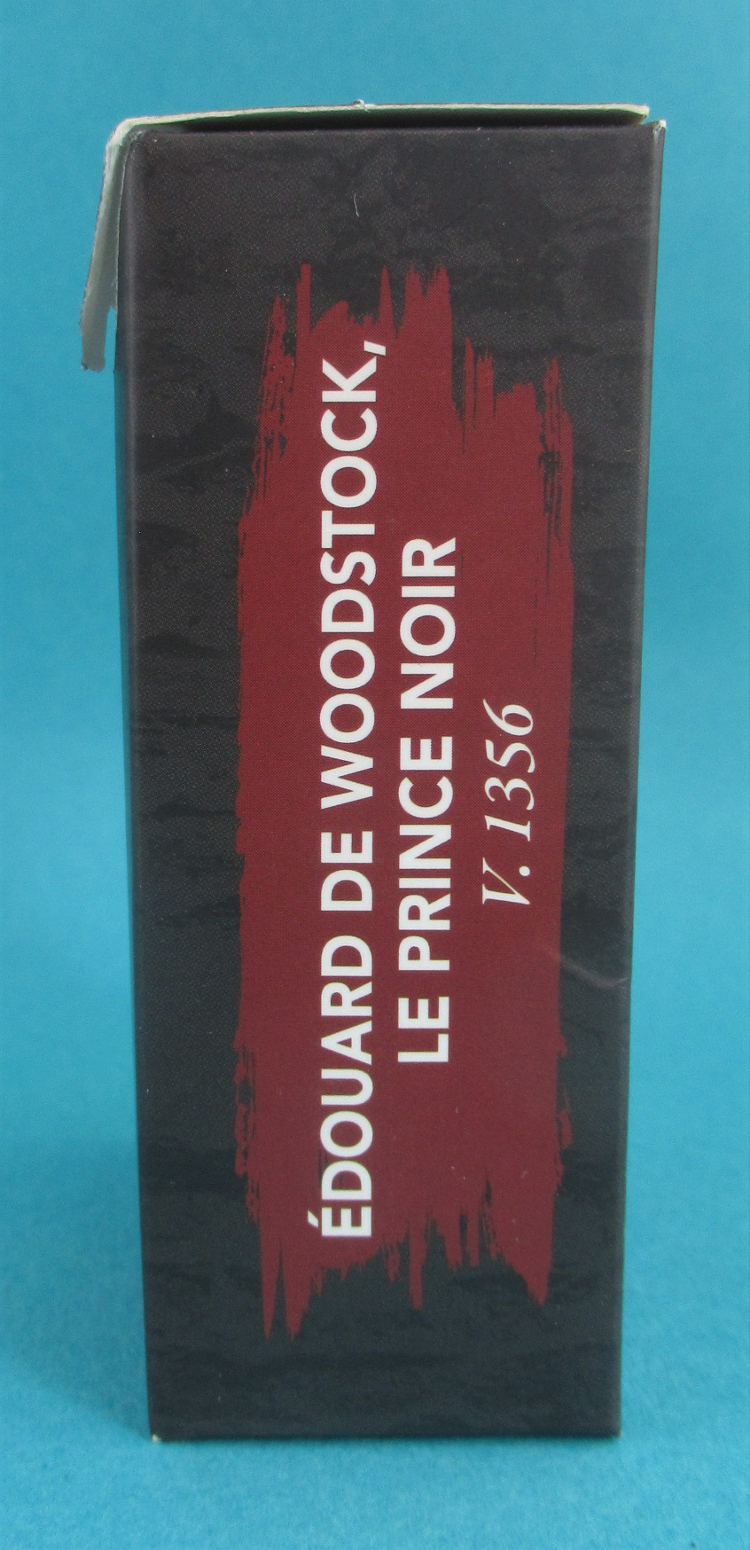 ÉDOUARD DE WOODSTOCK,
LE PRINCE NOIR
V. 1356